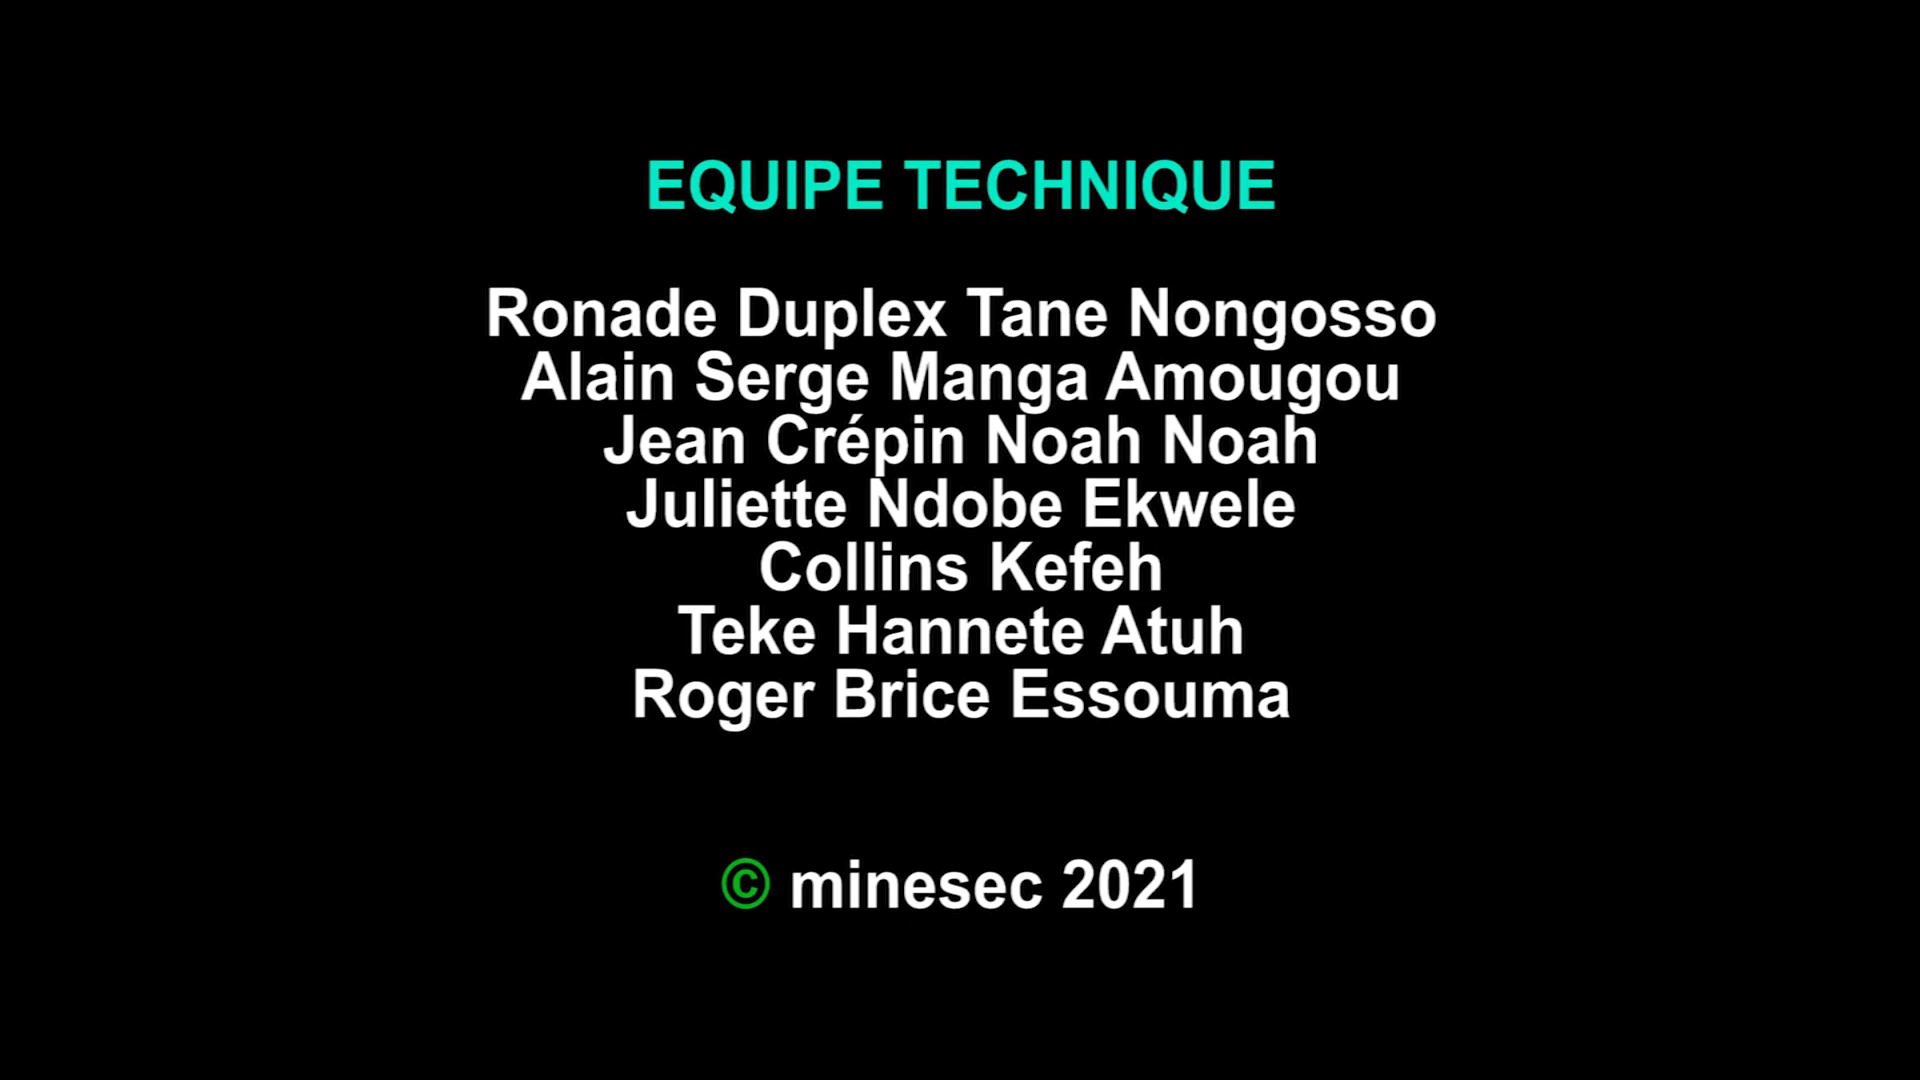 EQUIPE TECHNIQUE
Ronade Duplex Tane Nongosso
Alain Serge Manga Amougou
Jean Crépin Noah Noah
Juliette Ndobe Ekwele
Collins Kefeh
Teke Hannete Atuh
Roger Brice Essouma
© minesec 2021